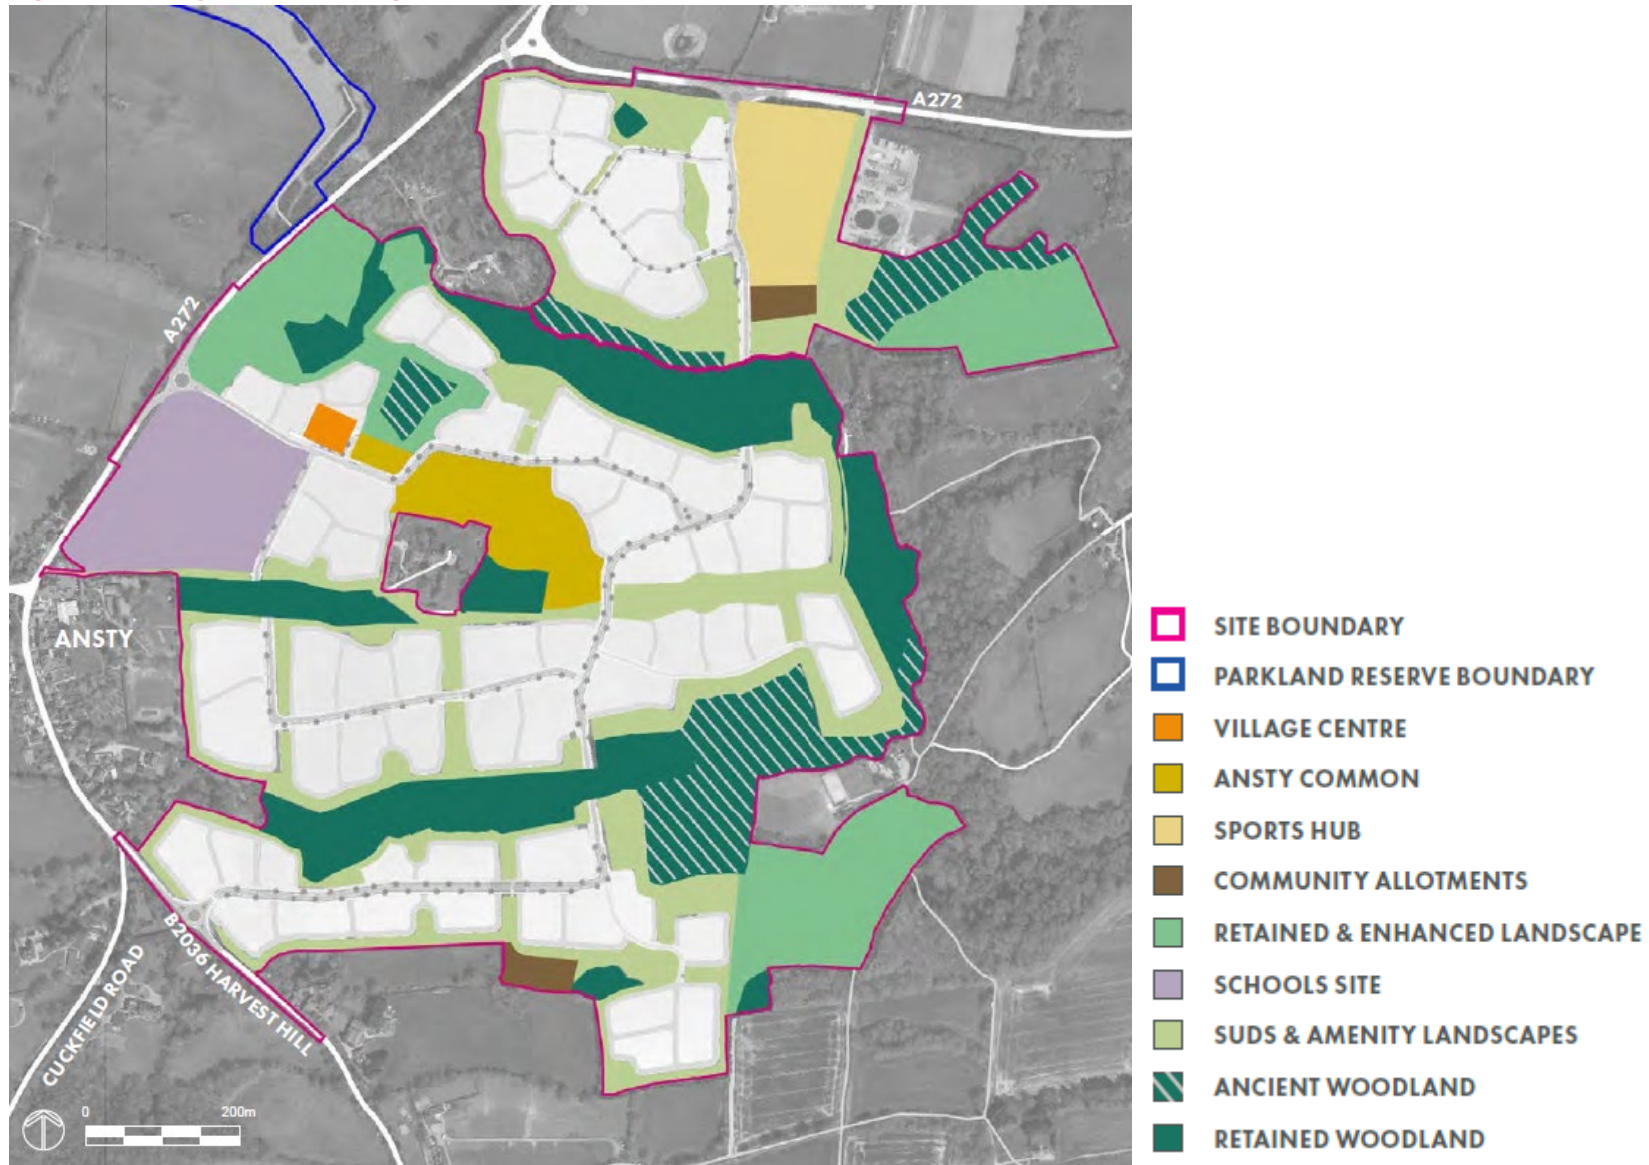 A272
A272
ANSTY
B2036 HARVEST HILL
CUCKFIELD ROAD
0 200m
SITE BOUNDARY
PARKLAND RESERVE BOUNDARY
VILLAGE CENTRE
ANSTY COMMON
SPORTS HUB
COMMUNITY ALLOTMENTS
RETAINED & ENHANCED LANDSCAPE
SCHOOLS SITE
SUDS & AMENITY LANDSCAPES
ANCIENT WOODLAND
RETAINED WOODLAND